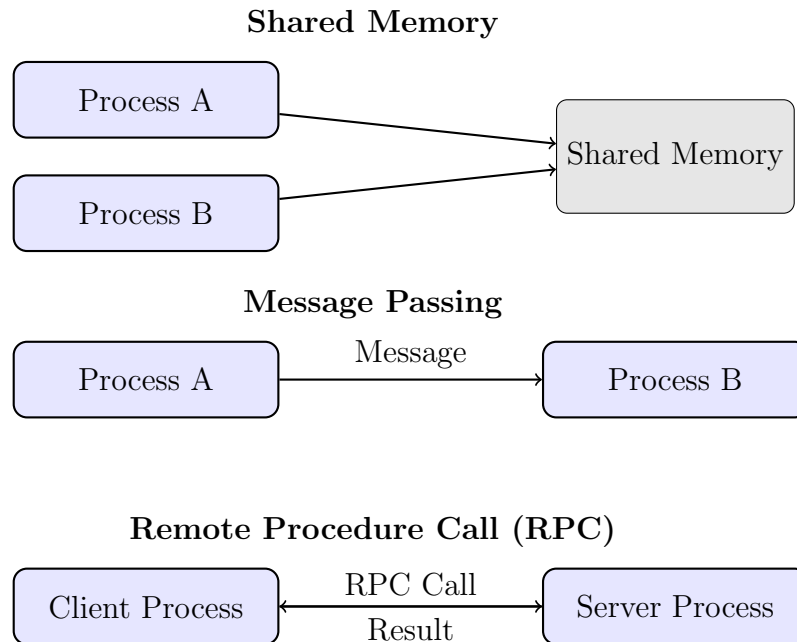 Shared Memory
Process A
Shared Memory
Process B
Message Passing
Message
Process A
Process B
Remote Procedure Call (RPC)
RPC Call
Client Process
Server Process
Result